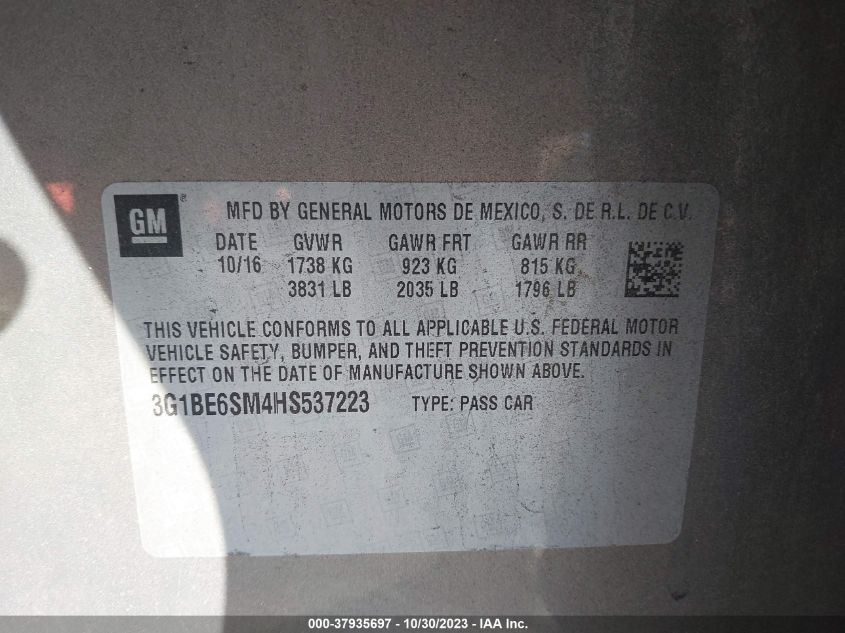 GM® MFD BY GENERAL MOTORS DE MEXICO, S. DE R.L. DE C.V.
DATE GVWR GAWR FRT GAWR RR
10/16 1738 KG 923 KG 815 KG
3831 LB 2035 LB 1796 LB
THIS VEHICLE CONFORMS TO ALL APPLICABLE U.S. FEDERAL MOTOR
VEHICLE SAFETY, BUMPER, AND THEFT PREVENTION STANDARDS IN
EFFECT ON THE DATE OF MANUFACTURE SHOWN ABOVE.
3G1BE6SM4HS537223 TYPE: PASS CAR
000-37935697 - 10/30/2023 - IAA Inc.